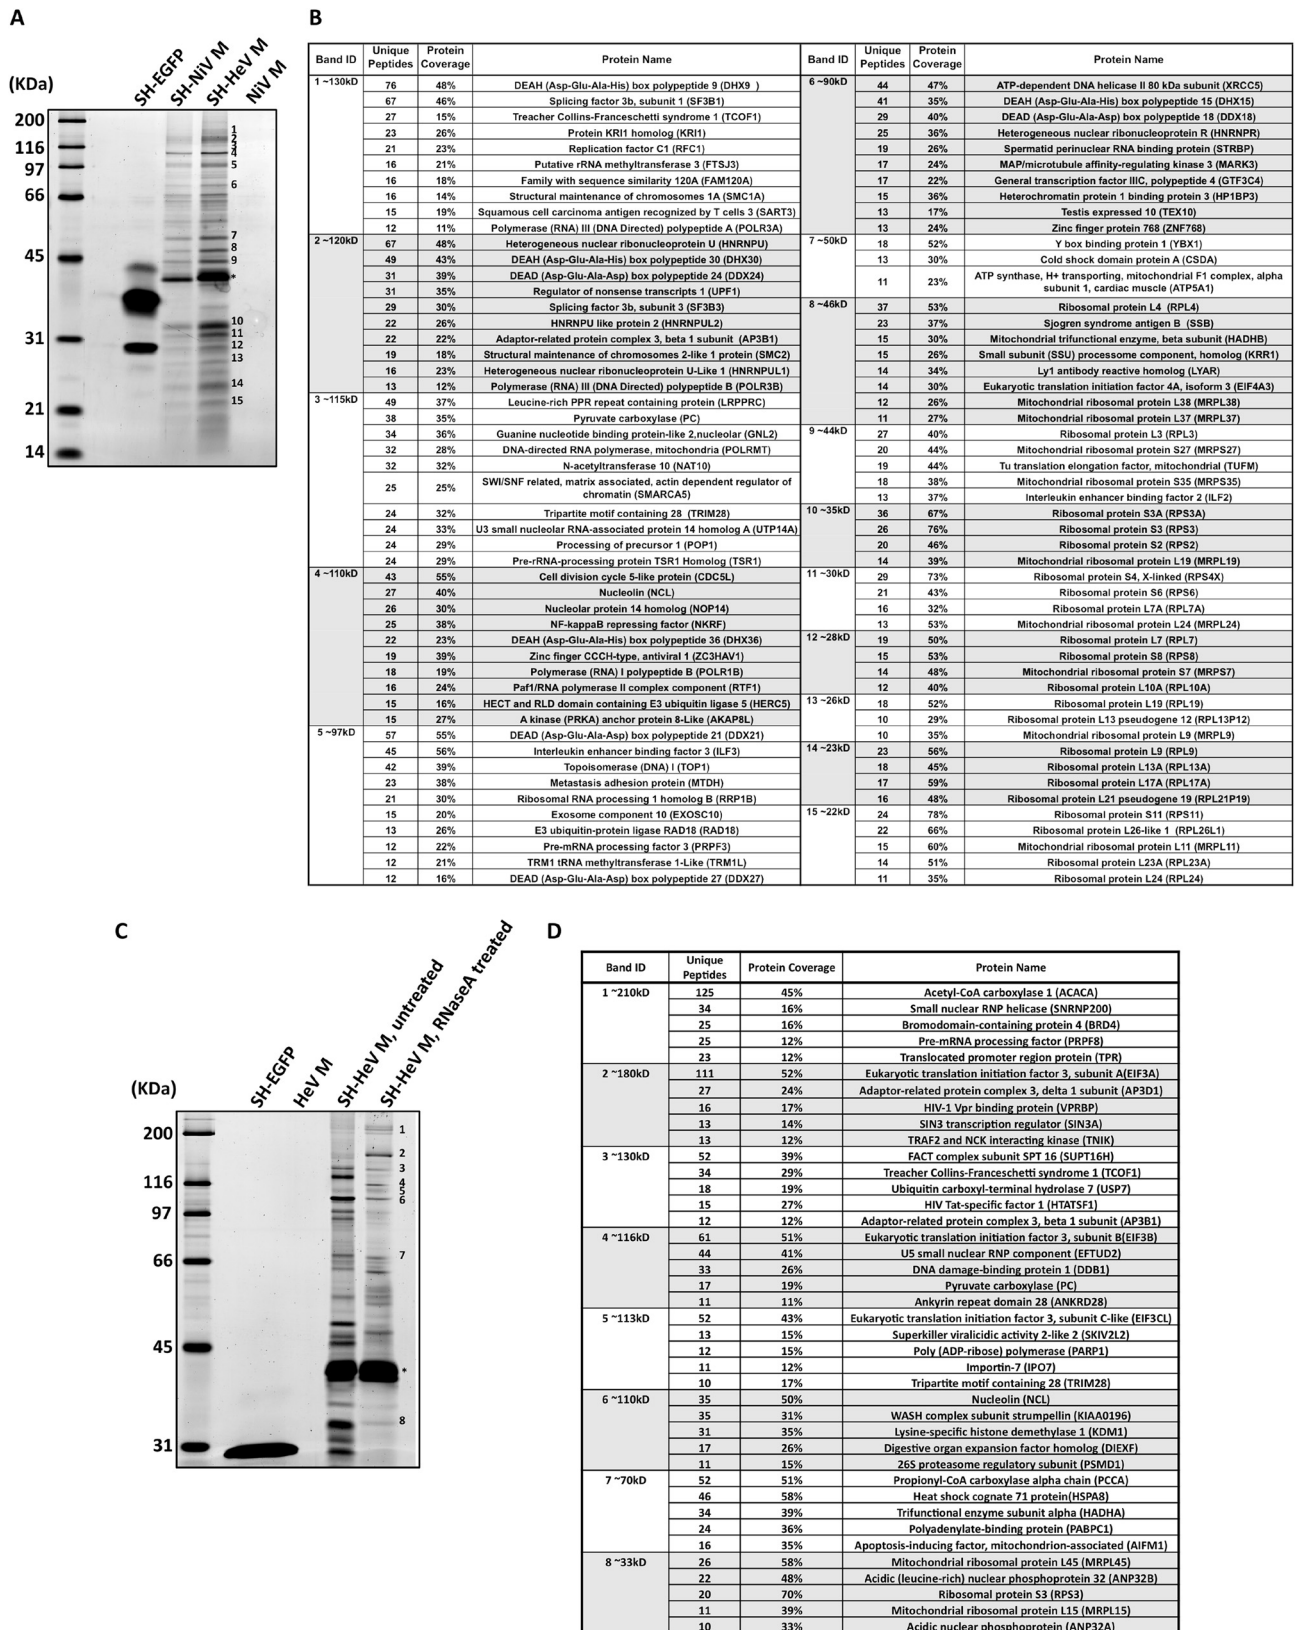 A
(KDa)
SH-EGFP
SH-NiV M
SH-HeV M
NiV M
200
116
97
66
45
31
21
14
1
2
3
4
5
6
7
8
9
*
10
11
12
13
14
15
B
Band ID Unique Peptides Protein Coverage Protein Name
1 ~130kD
76 48% DEAH (Asp-Glu-Ala-His) box polypeptide 9 (DHX9 )
67 46% Splicing factor 3b, subunit 1 (SF3B1)
27 15% Treacher Collins-Franceschetti syndrome 1 (TCOF1)
23 26% Protein KRI1 homolog (KRI1)
21 23% Replication factor C1 (RFC1)
16 21% Putative rRNA methyltransferase 3 (FTSJ3)
16 18% Family with sequence similarity 120A (FAM120A)
16 14% Structural maintenance of chromosomes 1A (SMC1A)
15 19% Squamous cell carcinoma antigen recognized by T cells 3 (SART3)
12 11% Polymerase (RNA) III (DNA Directed) polypeptide A (POLR3A)
2 ~120kD
67 48% Heterogeneous nuclear ribonucleoprotein U (HNRNPU)
49 43% DEAH (Asp-Glu-Ala-His) box polypeptide 30 (DHX30)
31 39% DEAD (Asp-Glu-Ala-Asp) box polypeptide 24 (DDX24)
31 35% Regulator of nonsense transcripts 1 (UPF1)
29 30% Splicing factor 3b, subunit 3 (SF3B3)
22 26% HNRNPU like protein 2 (HNRNPUL2)
22 22% Adaptor-related protein complex 3, beta 1 subunit (AP3B1)
19 18% Structural maintenance of chromosomes 2-like 1 protein (SMC2)
16 23% Heterogeneous nuclear ribonucleoprotein U-Like 1 (HNRNPUL1)
13 12% Polymerase (RNA) III (DNA Directed) polypeptide B (POLR3B)
3 ~115kD
49 37% Leucine-rich PPR repeat containing protein (LRPPRC)
38 35% Pyruvate carboxylase (PC)
34 36% Guanine nucleotide binding protein-like 2,nucleolar (GNL2)
32 28% DNA-directed RNA polymerase, mitochondria (POLRMT)
32 32% N-acetyltransferase 10 (NAT10)
25 25% SWI/SNF related, matrix associated, actin dependent regulator of
chromatin (SMARCA5)
24 32% Tripartite motif containing 28 (TRIM28)
24 33% U3 small nucleolar RNA-associated protein 14 homolog A (UTP14A)
24 29% Processing of precursor 1 (POP1)
24 29% Pre-rRNA-processing protein TSR1 Homolog (TSR1)
4 ~110kD
43 55% Cell division cycle 5-like protein (CDC5L)
27 40% Nucleolin (NCL)
26 30% Nucleolar protein 14 homolog (NOP14)
25 38% NF-kappaB repressing factor (NKRF)
22 23% DEAH (Asp-Glu-Ala-His) box polypeptide 36 (DHX36)
19 39% Zinc finger CCCH-type, antiviral 1 (ZC3HAV1)
18 19% Polymerase (RNA) I polypeptide B (POLR1B)
16 24% Paf1/RNA polymerase II complex component (RTF1)
15 16% HECT and RLD domain containing E3 ubiquitin ligase 5 (HERC5)
15 27% A kinase (PRKA) anchor protein 8-Like (AKAP8L)
5 ~97kD
57 55% DEAD (Asp-Glu-Ala-Asp) box polypeptide 21 (DDX21)
45 56% Interleukin enhancer binding factor 3 (ILF3)
42 39% Topoisomerase (DNA) I (TOP1)
23 38% Metastasis adhesion protein (MTDH)
21 30% Ribosomal RNA processing 1 homolog B (RRP1B)
15 20% Exosome component 10 (EXOSC10)
13 26% E3 ubiquitin-protein ligase RAD18 (RAD18)
12 22% Pre-mRNA processing factor 3 (PRPF3)
12 21% TRM1 tRNA methyltransferase 1-Like (TRM1L)
12 16% DEAD (Asp-Glu-Ala-Asp) box polypeptide 27 (DDX27)
Band ID Unique Peptides Protein Coverage Protein Name
6 ~90kD
44 47% ATP-dependent DNA helicase II 80 kDa subunit (XRCC5)
41 35% DEAH (Asp-Glu-Ala-His) box polypeptide 15 (DHX15)
29 40% DEAD (Asp-Glu-Ala-Asp) box polypeptide 18 (DDX18)
25 36% Heterogeneous nuclear ribonucleoprotein R (HNRNPR)
19 26% Spermatid perinuclear RNA binding protein (STRBP)
17 24% MAP/microtubule affinity-regulating kinase 3 (MARK3)
17 22% General transcription factor IIIC, polypeptide 4 (GTF3C4)
15 36% Heterochromatin protein 1 binding protein 3 (HP1BP3)
13 17% Testis expressed 10 (TEX10)
13 24% Zinc finger protein 768 (ZNF768)
7 ~50kD
18 52% Y box binding protein 1 (YBX1)
13 30% Cold shock domain protein A (CSDA)
11 23% ATP synthase, H+ transporting, mitochondrial F1 complex, alpha
subunit 1, cardiac muscle (ATP5A1)
8 ~46kD
37 53% Ribosomal protein L4 (RPL4)
23 37% Sjogren syndrome antigen B (SSB)
15 30% Mitochondrial trifunctional enzyme, beta subunit (HADHB)
15 26% Small subunit (SSU) processome component, homolog (KRR1)
14 34% Ly1 antibody reactive homolog (LYAR)
14 30% Eukaryotic translation initiation factor 4A, isoform 3 (EIF4A3)
12 26% Mitochondrial ribosomal protein L38 (MRPL38)
11 27% Mitochondrial ribosomal protein L37 (MRPL37)
9 ~44kD
27 40% Ribosomal protein L3 (RPL3)
20 44% Mitochondrial ribosomal protein S27 (MRPS27)
19 44% Tu translation elongation factor, mitochondrial (TUFM)
18 38% Mitochondrial ribosomal protein S35 (MRPS35)
13 37% Interleukin enhancer binding factor 2 (ILF2)
10 ~35kD
36 67% Ribosomal protein S3A (RPS3A)
26 76% Ribosomal protein S3 (RPS3)
20 46% Ribosomal protein S2 (RPS2)
14 39% Mitochondrial ribosomal protein L19 (MRPL19)
11 ~30kD
29 73% Ribosomal protein S4, X-linked (RPS4X)
21 43% Ribosomal protein S6 (RPS6)
16 32% Ribosomal protein L7A (RPL7A)
13 53% Mitochondrial ribosomal protein L24 (MRPL24)
12 ~28kD
19 50% Ribosomal protein L7 (RPL7)
15 53% Ribosomal protein S8 (RPS8)
14 48% Mitochondrial ribosomal protein S7 (MRPS7)
12 40% Ribosomal protein L10A (RPL10A)
13 ~26kD
18 52% Ribosomal protein L19 (RPL19)
10 29% Ribosomal protein L13 pseudogene 12 (RPL13P12)
10 35% Mitochondrial ribosomal protein L9 (MRPL9)
14 ~23kD
23 56% Ribosomal protein L9 (RPL9)
18 45% Ribosomal protein L13A (RPL13A)
17 59% Ribosomal protein L17A (RPL17A)
16 48% Ribosomal protein L21 pseudogene 19 (RPL21P19)
15 ~22kD
24 78% Ribosomal protein S11 (RPS11)
22 66% Ribosomal protein L26-like 1 (RPL26L1)
15 60% Mitochondrial ribosomal protein L11 (MRPL11)
14 51% Ribosomal protein L23A (RPL23A)
11 35% Ribosomal protein L24 (RPL24)
C
(KDa)
SH-EGFP
HeV M
SH-HeV M, untreated
SH-HeV M, RNaseA treated
200
116
97
66
45
31
1
2
3
4
5
6
7
*
8
D
Band ID Unique Peptides Protein Coverage Protein Name
1 ~210kD
125 45% Acetyl-CoA carboxylase 1 (ACACA)
34 16% Small nuclear RNP helicase (SNRNP200)
25 16% Bromodomain-containing protein 4 (BRD4)
25 12% Pre-mRNA processing factor (PRPF8)
23 12% Translocated promoter region protein (TPR)
2 ~180kD
111 52% Eukaryotic translation initiation factor 3, subunit A(EIF3A)
27 24% Adaptor-related protein complex 3, delta 1 subunit (AP3D1)
16 17% HIV-1 Vpr binding protein (VPRBP)
13 14% SIN3 transcription regulator (SIN3A)
13 12% TRAF2 and NCK interacting kinase (TNIK)
3 ~130kD
52 39% FACT complex subunit SPT 16 (SUPT16H)
34 29% Treacher Collins-Franceschetti syndrome 1 (TCOF1)
18 19% Ubiquitin carboxyl-terminal hydrolase 7 (USP7)
15 27% HIV Tat-specific factor 1 (HTATSF1)
12 12% Adaptor-related protein complex 3, beta 1 subunit (AP3B1)
4 ~116kD
61 51% Eukaryotic translation initiation factor 3, subunit B(EIF3B)
44 41% U5 small nuclear RNP component (EFTUD2)
33 26% DNA damage-binding protein 1 (DDB1)
17 19% Pyruvate carboxylase (PC)
11 11% Ankyrin repeat domain 28 (ANKRD28)
5 ~113kD
52 43% Eukaryotic translation initiation factor 3, subunit C-like (EIF3CL)
13 15% Superkiller viralicidic activity 2-like 2 (SKIV2L2)
12 15% Poly (ADP-ribose) polymerase (PARP1)
11 12% Importin-7 (IPO7)
10 17% Tripartite motif containing 28 (TRIM28)
6 ~110kD
35 50% Nucleolin (NCL)
35 31% WASH complex subunit strumpellin (KIAA0196)
31 35% Lysine-specific histone demethylase 1 (KDM1)
17 26% Digestive organ expansion factor homolog (DIEXF)
11 15% 26S proteasome regulatory subunit (PSMD1)
7 ~70kD
52 51% Propionyl-CoA carboxylase alpha chain (PCCA)
46 58% Heat shock cognate 71 protein(HSPA8)
34 39% Trifunctional enzyme subunit alpha (HADHA)
24 36% Polyadenylate-binding protein (PABPC1)
16 35% Apoptosis-inducing factor, mitochondrion-associated (AIFM1)
8 ~33kD
26 58% Mitochondrial ribosomal protein L45 (MRPL45)
22 48% Acidic (leucine-rich) nuclear phosphoprotein 32 (ANP32B)
20 70% Ribosomal protein S3 (RPS3)
11 39% Mitochondrial ribosomal protein L15 (MRPL15)
10 33% Acidic nuclear phosphoprotein (ANP32A)